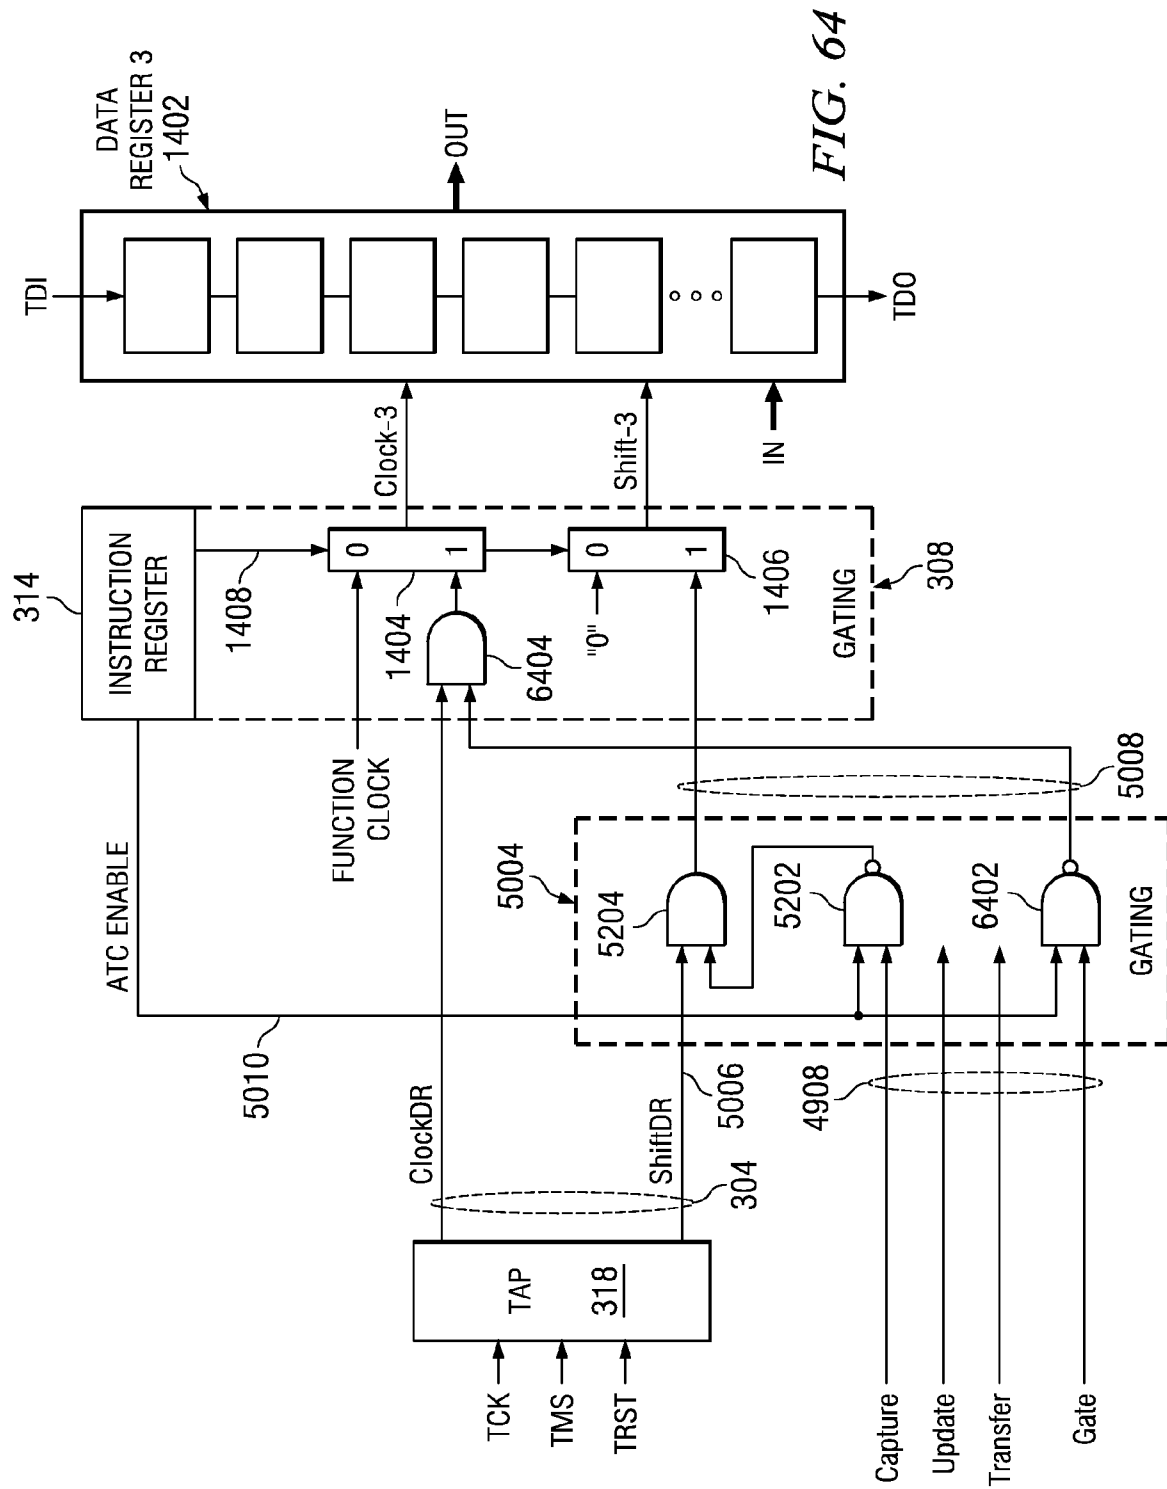 TCK
TMS
TRST
TAP
318
ClockDR
ShiftDR
304
5006
Capture
Update
Transfer
Gate
4908
5010
ATC ENABLE
5004
5204
5202
6402
GATING
5008
FUNCTION
CLOCK
314
INSTRUCTION
REGISTER
1408
0
1
1404
6404
"0"
0
1
1406
GATING
308
Clock-3
Shift-3
IN
TDI
TDO
OUT
DATA
REGISTER 3
1402
FIG. 64